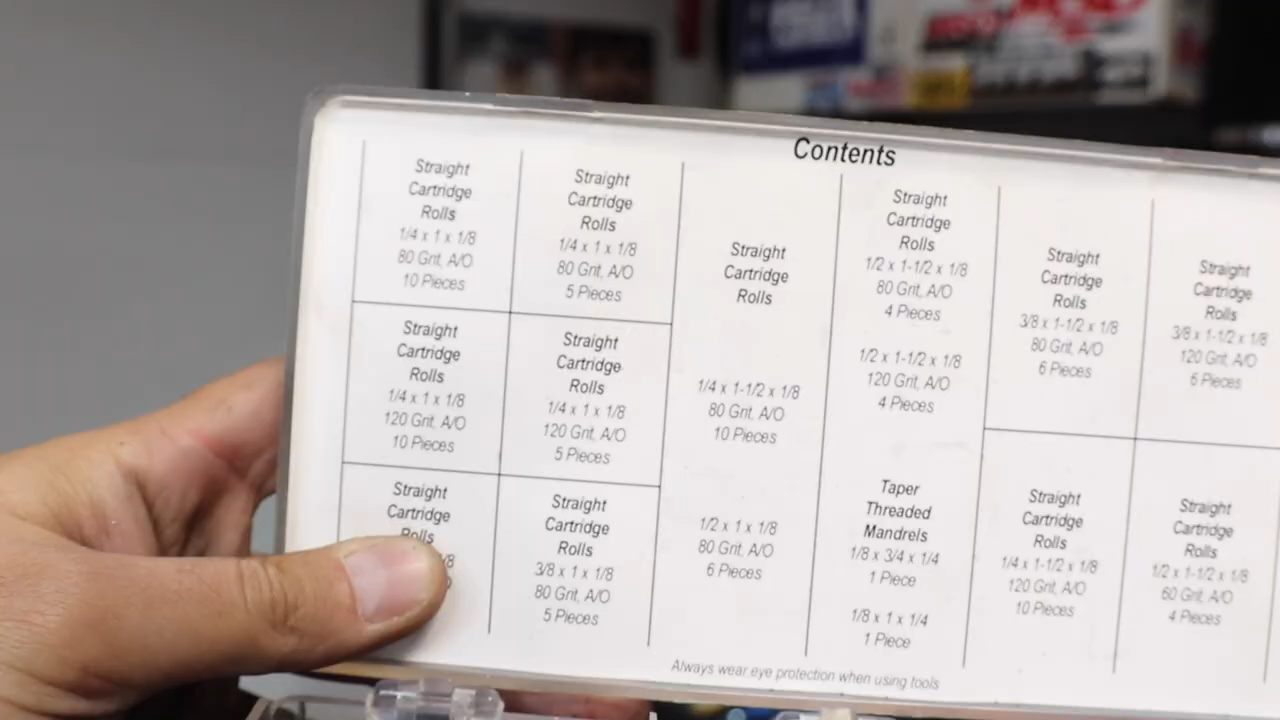 Contents
Straight
Cartridge
Rolls
1/4 x 1 x 1/8
80 Grit, A/O
10 Pieces
Straight
Cartridge
Rolls
1/4 x 1 x 1/8
120 Grit, A/O
10 Pieces
Straight
Cartridge
Rolls
Straight
Cartridge
Rolls
1/4 x 1 x 1/8
80 Grit, A/O
5 Pieces
Straight
Cartridge
Rolls
1/4 x 1 x 1/8
120 Grit, A/O
5 Pieces
Straight
Cartridge
Rolls
3/8 x 1 x 1/8
80 Grit, A/O
5 Pieces
Straight
Cartridge
Rolls
1/4 x 1-1/2 x 1/8
80 Grit, A/O
10 Pieces
1/2 x 1 x 1/8
80 Grit, A/O
6 Pieces
Straight
Cartridge
Rolls
1/2 x 1-1/2 x 1/8
80 Grit, A/O
4 Pieces
1/2 x 1-1/2 x 1/8
120 Grit, A/O
4 Pieces
Taper
Threaded
Mandrels
1/8 x 3/4 x 1/4
1 Piece
1/8 x 1 x 1/4
1 Piece
Straight
Cartridge
Rolls
3/8 x 1-1/2 x 1/8
80 Grit, A/O
6 Pieces
Straight
Cartridge
Rolls
1/4 x 1-1/2 x 1/8
120 Grit, A/O
10 Pieces
Straight
Cartridge
Rolls
3/8 x 1-1/2 x 1/8
120 Grit, A/O
6 Pieces
Straight
Cartridge
Rolls
1/2 x 1-1/2 x 1/8
60 Grit, A/O
4 Pieces
Always wear eye protection when using tools